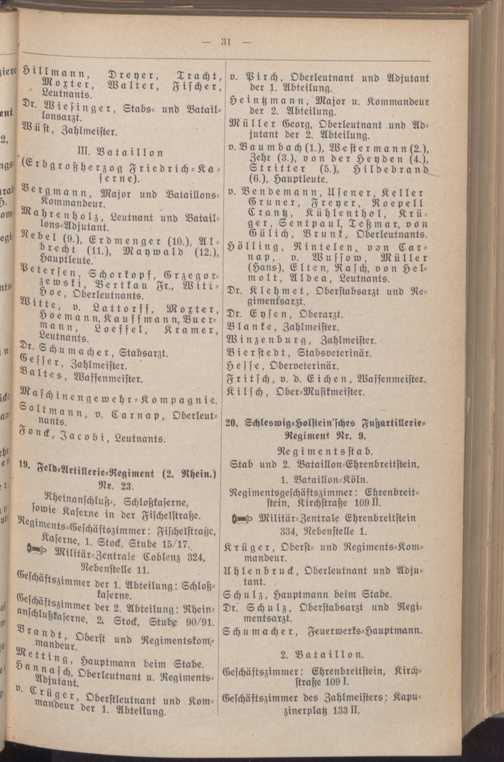 — 31 —
Hillmann, Dreyer, Tracht,
Moxter, Walter, Fischer,
Leutnants.
Dr. Wiesinger, Stabs- und Batail-
lonsarzt.
Wüst, Zahlmeister.
III. Bataillon
(Erbgroßherzog Friedrich-Ka-
serne).
Bergmann, Major und Bataillons-
Kommandeur.
Mahrenholz, Leutnant und Batail-
lons-Adjutant.
Nebel (9.), Erdmenger (10.), Al-
brecht (11.), Maywald (12.),
Hauptleute.
Petersen, Schorkopf, Grzegor-
zewski, Bertkau Fr., Witi-
Hoe, Oberleutnants.
Witte, v. Lattorff, Moxter,
Hoemann, Kauffmann, Buer-
mann, Loeffel, Kramer,
Leutnants.
Dr. Schumacher, Stabsarzt.
Gesser, Zahlmeister.
Baltes, Waffenmeister.
Maschinengewehr-Kompagnie.
Soltmann, v. Carnap, Oberleut-
nants.
Fonck, Jacobi, Leutnants.
19. Feld-Artillerie-Regiment (2. Rhein.)
Nr. 23.
Rheinanschluß-, Schloßkaserne,
sowie Kaserne in der Fischelstraße.
Regiments-Geschäftszimmer: Fischelstraße,
Kaserne, 1. Stock, Stube 15/17.
Militär-Zentrale Coblenz 324,
Nebenstelle 11.
Geschäftszimmer der 1. Abteilung: Schloß-
kaserne.
Geschäftszimmer der 2. Abteilung: Rhein-
anschlußkaserne, 2. Stock, Stube 90/91.
Brandt, Oberst und Regimentskom-
mandeur.
Metting, Hauptmann beim Stabe.
Hannasch, Oberleutnant u. Regiments-
Adjutant.
v. Crüger, Oberstleutnant und Kom-
mandeur der 1. Abteilung.
v. Pirch, Oberleutnant und Adjutant
der 1. Abteilung.
Heintzmann, Major u. Kommandeur
der 2. Abteilung.
Müller Georg, Oberleutnant und Ad-
jutant der 2. Abteilung.
v. Baumbach (1.), Westermann (2.),
Zehr (3.), von der Heyden (4.),
Stritter (5.), Hildebrand
(6.), Hauptleute.
v. Bendemann, Usener, Keller
Gruner, Freyer, Roepell
Crantz, Kühlenthol, Krü-
ger, Sentpaul, Teßmar, von
Gülich, Brunk, Oberleutnants.
Hölling, Rintelen, von Car-
nap, v. Wussow, Müller
(Hans), Elten, Rasch, von Hel-
molt, Aldea, Leutnants.
Dr. Klehmet, Oberstabsarzt und Re-
gimentsarzt.
Dr. Eysen, Oberarzt.
Blanke, Zahlmeister.
Winzenburg, Zahlmeister.
Bierstedt, Stabsveterinär.
Hesse, Oberveterinär.
Fritsch, v. d. Eichen, Waffenmeister.
Kitsch, Ober-Musikmeister.
20. Schleswig-Holstein'sches Fußartillerie-
Regiment Nr. 9.
Regimentsstab.
Stab und 2. Bataillon-Ehrenbreitstein,
1. Bataillon-Köln.
Regimentsgeschäftszimmer: Ehrenbreit-
stein, Kirchstraße 109 II.
Militär-Zentrale Ehrenbreitstein
334, Nebenstelle 1.
Krüger, Oberst- und Regiments-Kom-
mandeur.
Uhlenbruck, Oberleutnant und Adju-
tant.
Schulz, Hauptmann beim Stabe.
Dr. Schulz, Oberstabsarzt und Regi-
mentsarzt.
Schumacher, Feuerwerks-Hauptmann.
2. Bataillon.
Geschäftszimmer: Ehrenbreitstein, Kirch-
straße 109 I.
Geschäftszimmer des Zahlmeisters: Kapu-
zinerplatz 133 II.